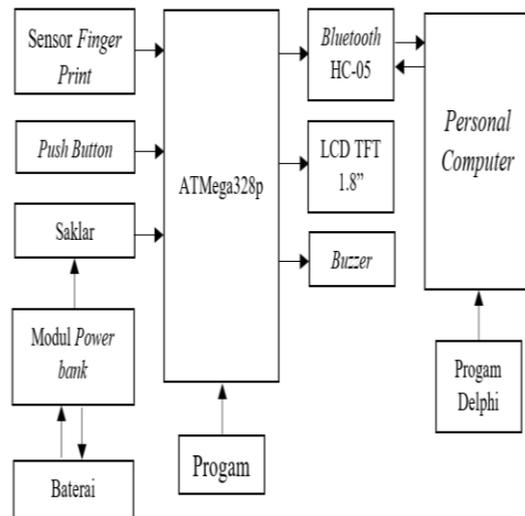 Sensor Finger
Print
Push Button
Saklar
Modul Power
bank
Baterai
ATMega328p
Progam
Bluetooth
HC-05
LCD TFT
1.8”
Buzzer
Personal
Computer
Progam
Delphi